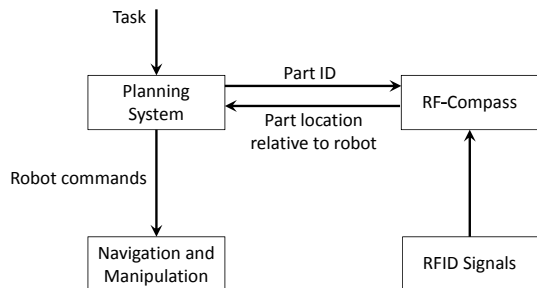 Task
Planning
System
Part ID
Part location
relative to robot
RF-Compass
Robot commands
Navigation and
Manipulation
RFID Signals